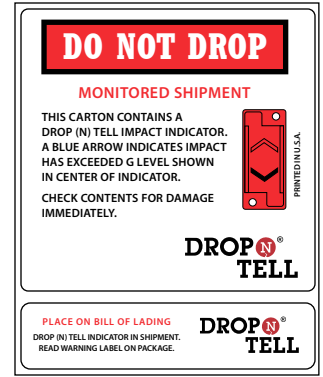 DO NOT DROP
MONITORED SHIPMENT
THIS CARTON CONTAINS A
DROP (N) TELL IMPACT INDICATOR.
A BLUE ARROW INDICATES IMPACT
HAS EXCEEDED G LEVEL SHOWN
IN CENTER OF INDICATOR.
CHECK CONTENTS FOR DAMAGE
IMMEDIATELY.
PRINTED IN U.S.A.
DROP N®
TELL
PLACE ON BILL OF LADING
DROP (N) TELL INDICATOR IN SHIPMENT.
READ WARNING LABEL ON PACKAGE.
DROP N®
TELL